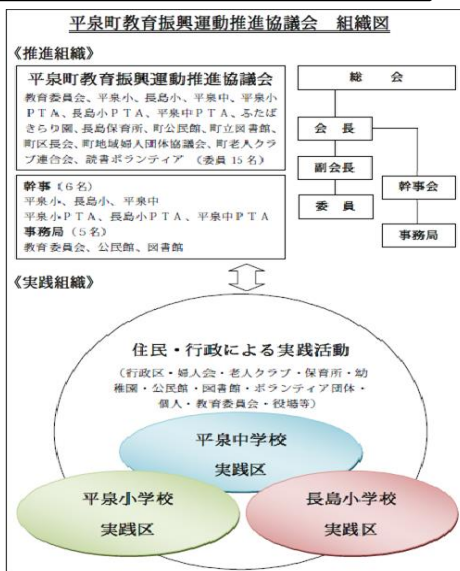 平泉町教育振興運動推進協議会 組織図
《推進組織》
平泉町教育振興運動推進協議会
教育委員会、平泉小、長島小、平泉中、平泉小
PTA、長島小PTA、平泉中PTA、ふたば
きらり園、長島保育所、町公民館、町立図書館、
町区長会、町地域婦人団体協議会、町老人クラ
ブ連合会、読書ボランティア (委員15名)
幹事 (6名)
平泉小、長島小、平泉中
平泉小PTA、長島小PTA、平泉中PTA
事務局 (5名)
教育委員会、公民館、図書館
総 会
会 長
副会長
委 員
幹事会
事務局
《実践組織》
住民・行政による実践活動
(行政区・婦人会・老人クラブ・保育所・幼
稚園・公民館・図書館・ボランティア団体・
個人・教育委員会・役場等)
平泉中学校
実践区
平泉小学校
実践区
長島小学校
実践区